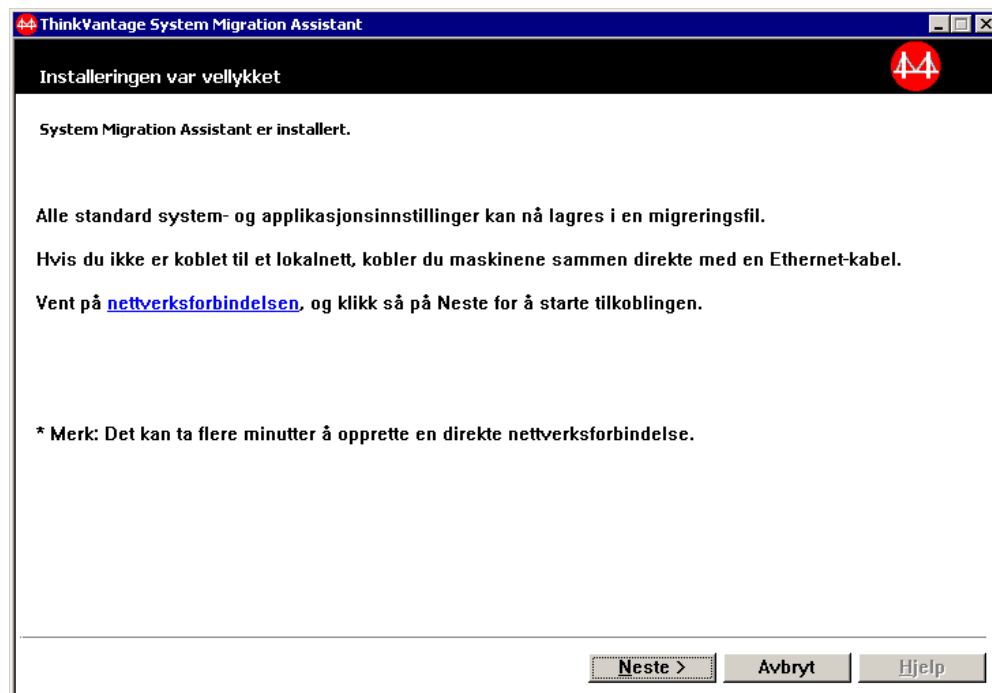 ThinkVantage System Migration Assistant
Installeringen var vellykket
System Migration Assistant er installert.
Alle standard system- og applikasjonsinnstillinger kan nå lagres i en migreringsfil.
Hvis du ikke er koblet til et lokalnett, kobler du maskinene sammen direkte med en Ethernet-kabel.
Vent på nettverksforbindelsen, og klikk så på Neste for å starte tilkoblingen.
* Merk: Det kan ta flere minutter å opprette en direkte nettverksforbindelse.
Neste > Avbryt Hjelp